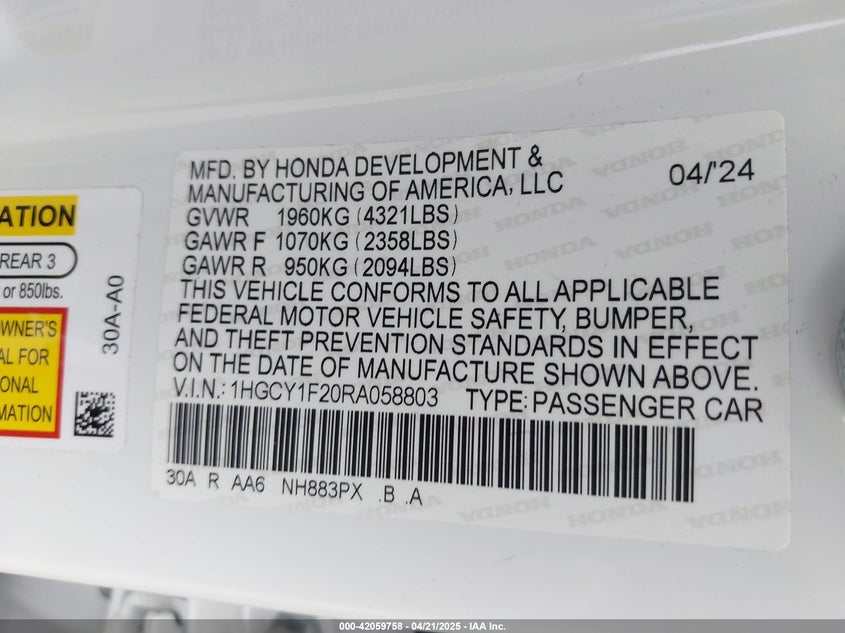 MFD. BY HONDA DEVELOPMENT &
MANUFACTURING OF AMERICA, LLC
04/'24
GVWR 1960KG (4321LBS)
GAWR F 1070KG (2358LBS)
GAWR R 950KG (2094LBS)
THIS VEHICLE CONFORMS TO ALL APPLICABLE
FEDERAL MOTOR VEHICLE SAFETY, BUMPER,
AND THEFT PREVENTION STANDARDS IN EFFECT
ON THE DATE OF MANUFACTURE SHOWN ABOVE.
V.I.N.: 1HGCY1F20RA058803 TYPE: PASSENGER CAR
30A R AA6 NH883PX .B .A
ATION
REAR 3
or 850lbs.
OWNER'S
AL FOR
IONAL
MATION
30A-A0
HONDA
000-42059758 - 04/21/2025 - IAA Inc.